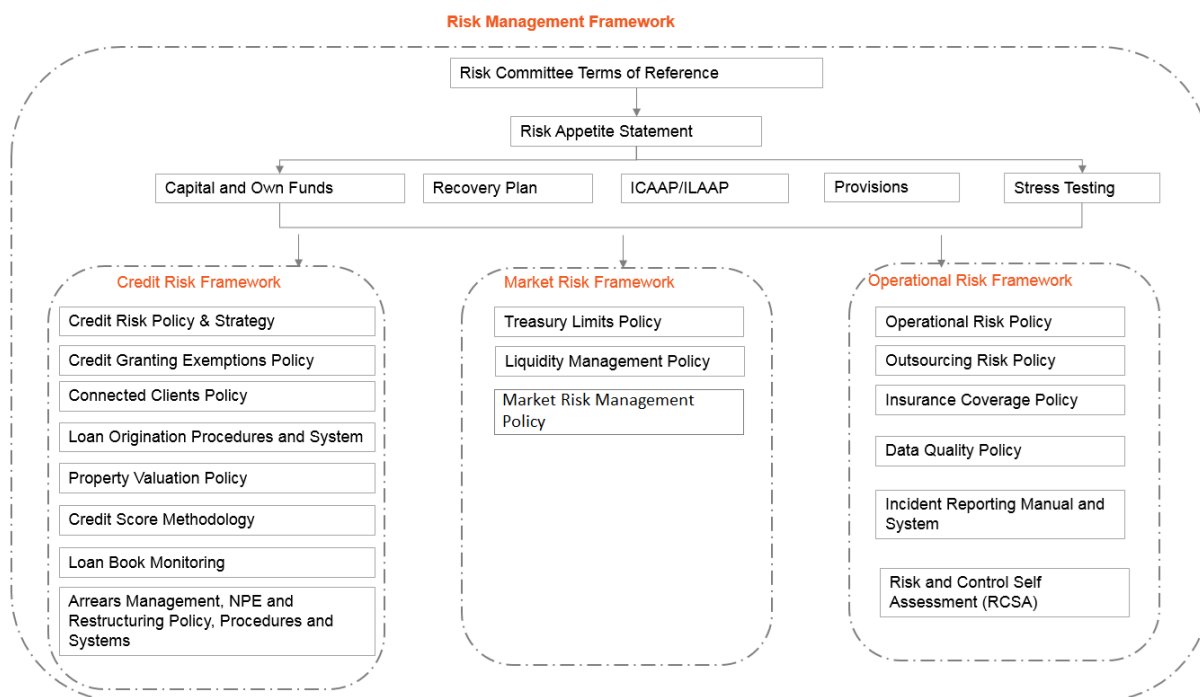 Risk Management Framework
Risk Committee Terms of Reference
Risk Appetite Statement
Capital and Own Funds
Recovery Plan
ICAAP/ILAAP
Provisions
Stress Testing
Credit Risk Framework
Credit Risk Policy & Strategy
Credit Granting Exemptions Policy
Connected Clients Policy
Loan Origination Procedures and System
Property Valuation Policy
Credit Score Methodology
Loan Book Monitoring
Arrears Management, NPE and
Restructuring Policy, Procedures and
Systems
Market Risk Framework
Treasury Limits Policy
Liquidity Management Policy
Market Risk Management
Policy
Operational Risk Framework
Operational Risk Policy
Outsourcing Risk Policy
Insurance Coverage Policy
Data Quality Policy
Incident Reporting Manual and
System
Risk and Control Self
Assessment (RCSA)